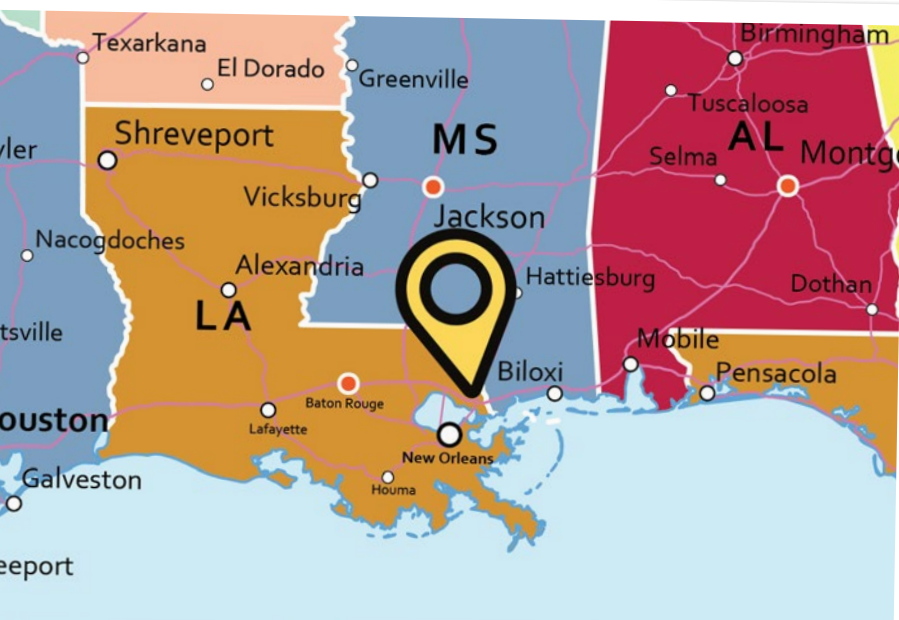 Birmingham
Texarkana
El Dorado
Greenville
Tuscaloosa
Shreveport
MS
AL
yler
Selma
Montg
Vicksburg
Jackson
Nacogdoches
Alexandria
Hattiesburg
Dothan
LA
tsville
Mobile
Biloxi
Pensacola
Baton Rouge
ouston
Lafayette
New Orleans
Galveston
Houma
eeport